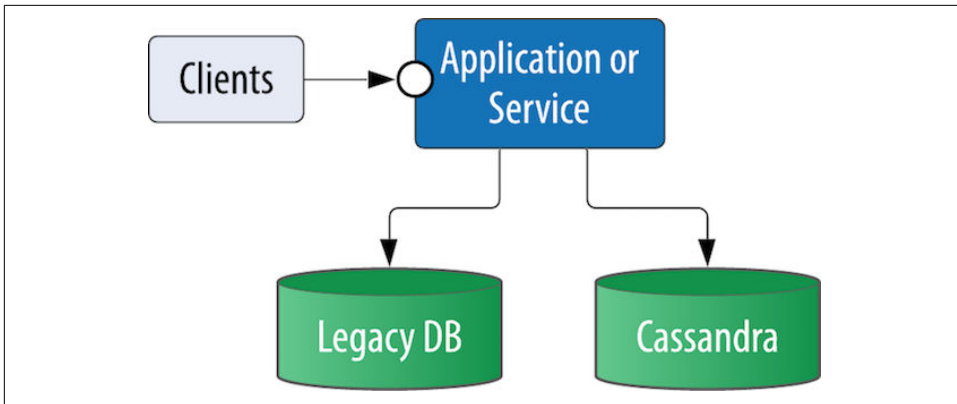 Clients
Application or
Service
Legacy DB
Cassandra